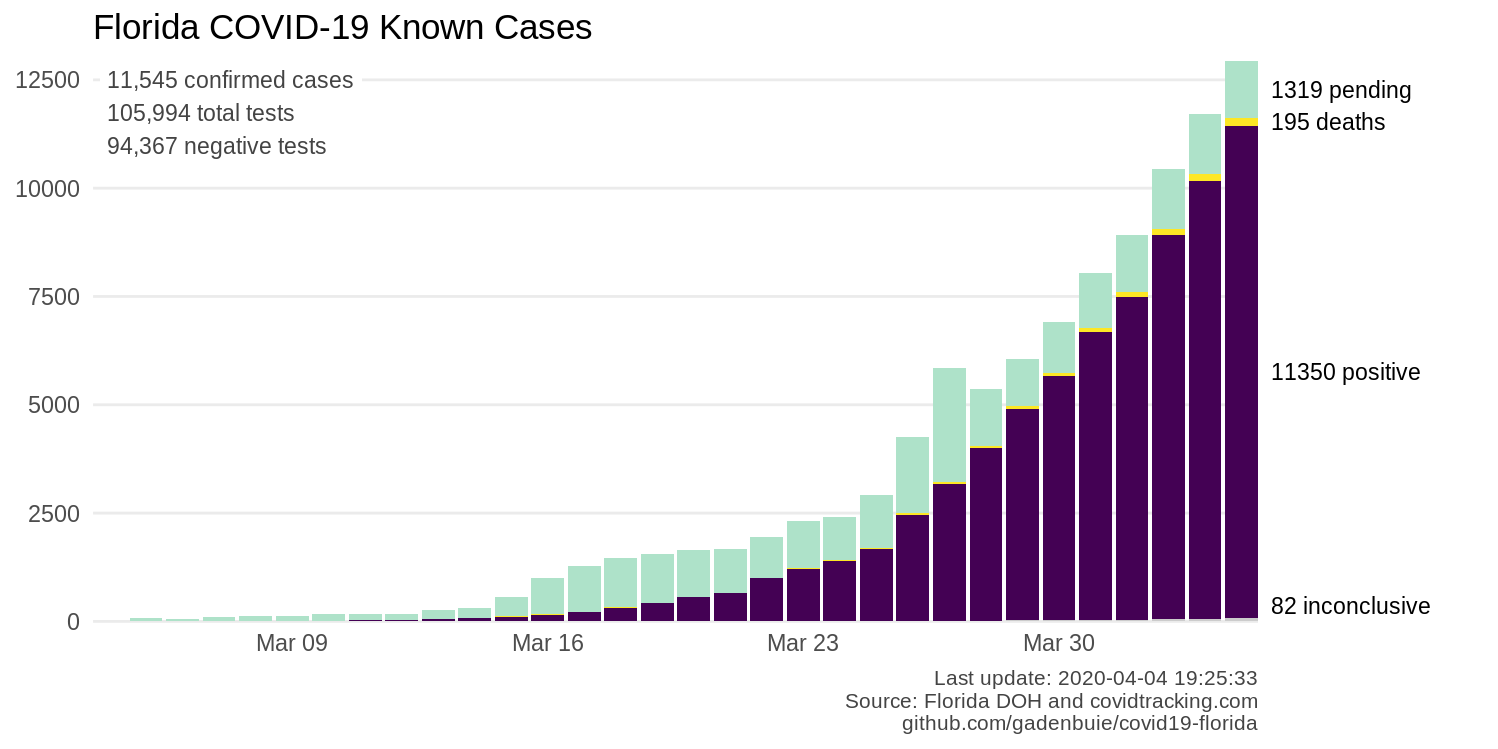 Florida COVID-19 Known Cases
11,545 confirmed cases
105,994 total tests
94,367 negative tests
12500
10000
7500
5000
2500
0
1319 pending
195 deaths
11350 positive
82 inconclusive
Mar 09
Mar 16
Mar 23
Mar 30
Last update: 2020-04-04 19:25:33
Source: Florida DOH and covidtracking.com
github.com/gadenbuie/covid19-florida